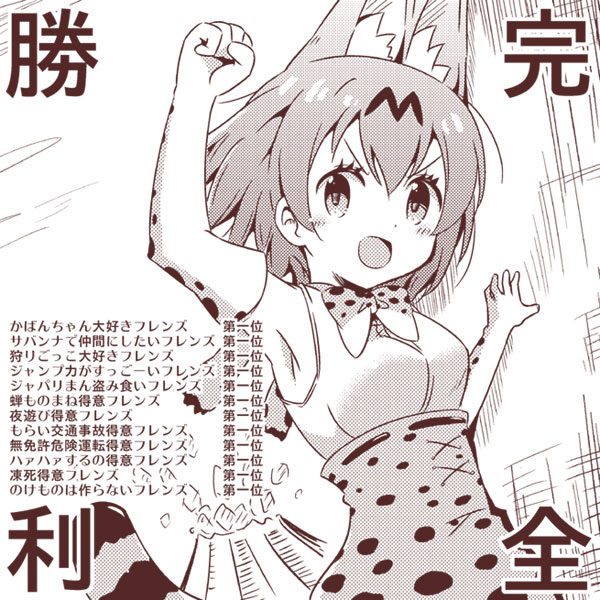 完全
勝利
かばんちゃん大好きフレンズ 第一位
サバンナで仲間にしたいフレンズ 第一位
狩りごっこ大好きフレンズ 第一位
ジャンプ力がすっごーいフレンズ 第一位
ジャパリまん盗み食いフレンズ 第一位
蝉ものまね得意フレンズ 第一位
夜遊び得意フレンズ 第一位
もらい交通事故得意フレンズ 第一位
無免許危険運転得意フレンズ 第一位
ハァハァするの得意フレンズ 第一位
凍死得意フレンズ 第一位
のけものは作らないフレンズ 第一位